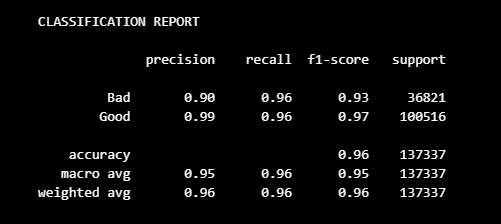 CLASSIFICATION REPORT
precision recall f1-score support
Bad 0.90 0.96 0.93 36821
Good 0.99 0.96 0.97 100516
accuracy 0.96 137337
macro avg 0.95 0.96 0.95 137337
weighted avg 0.96 0.96 0.96 137337